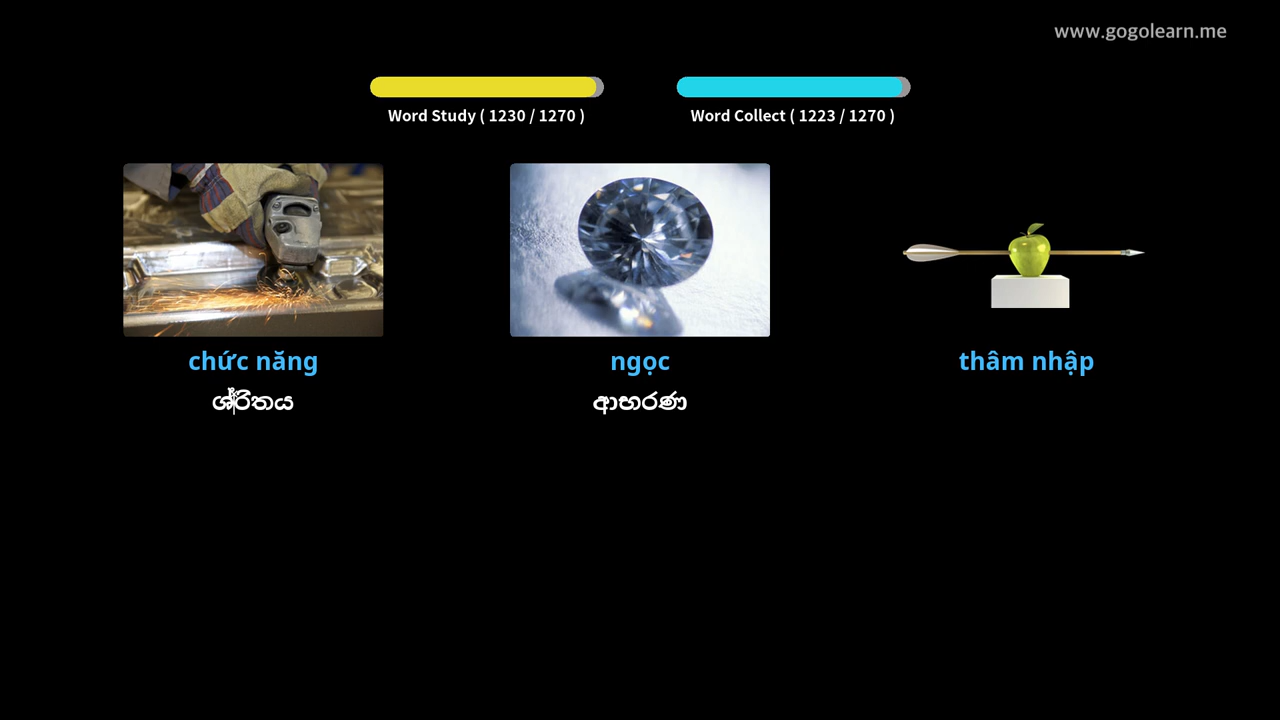 www.gogolearn.me
Word Study ( 1230 / 1270 )
Word Collect ( 1223 / 1270 )
chức năng
ශ්රිතය
ngọc
ආභරණ
thâm nhập